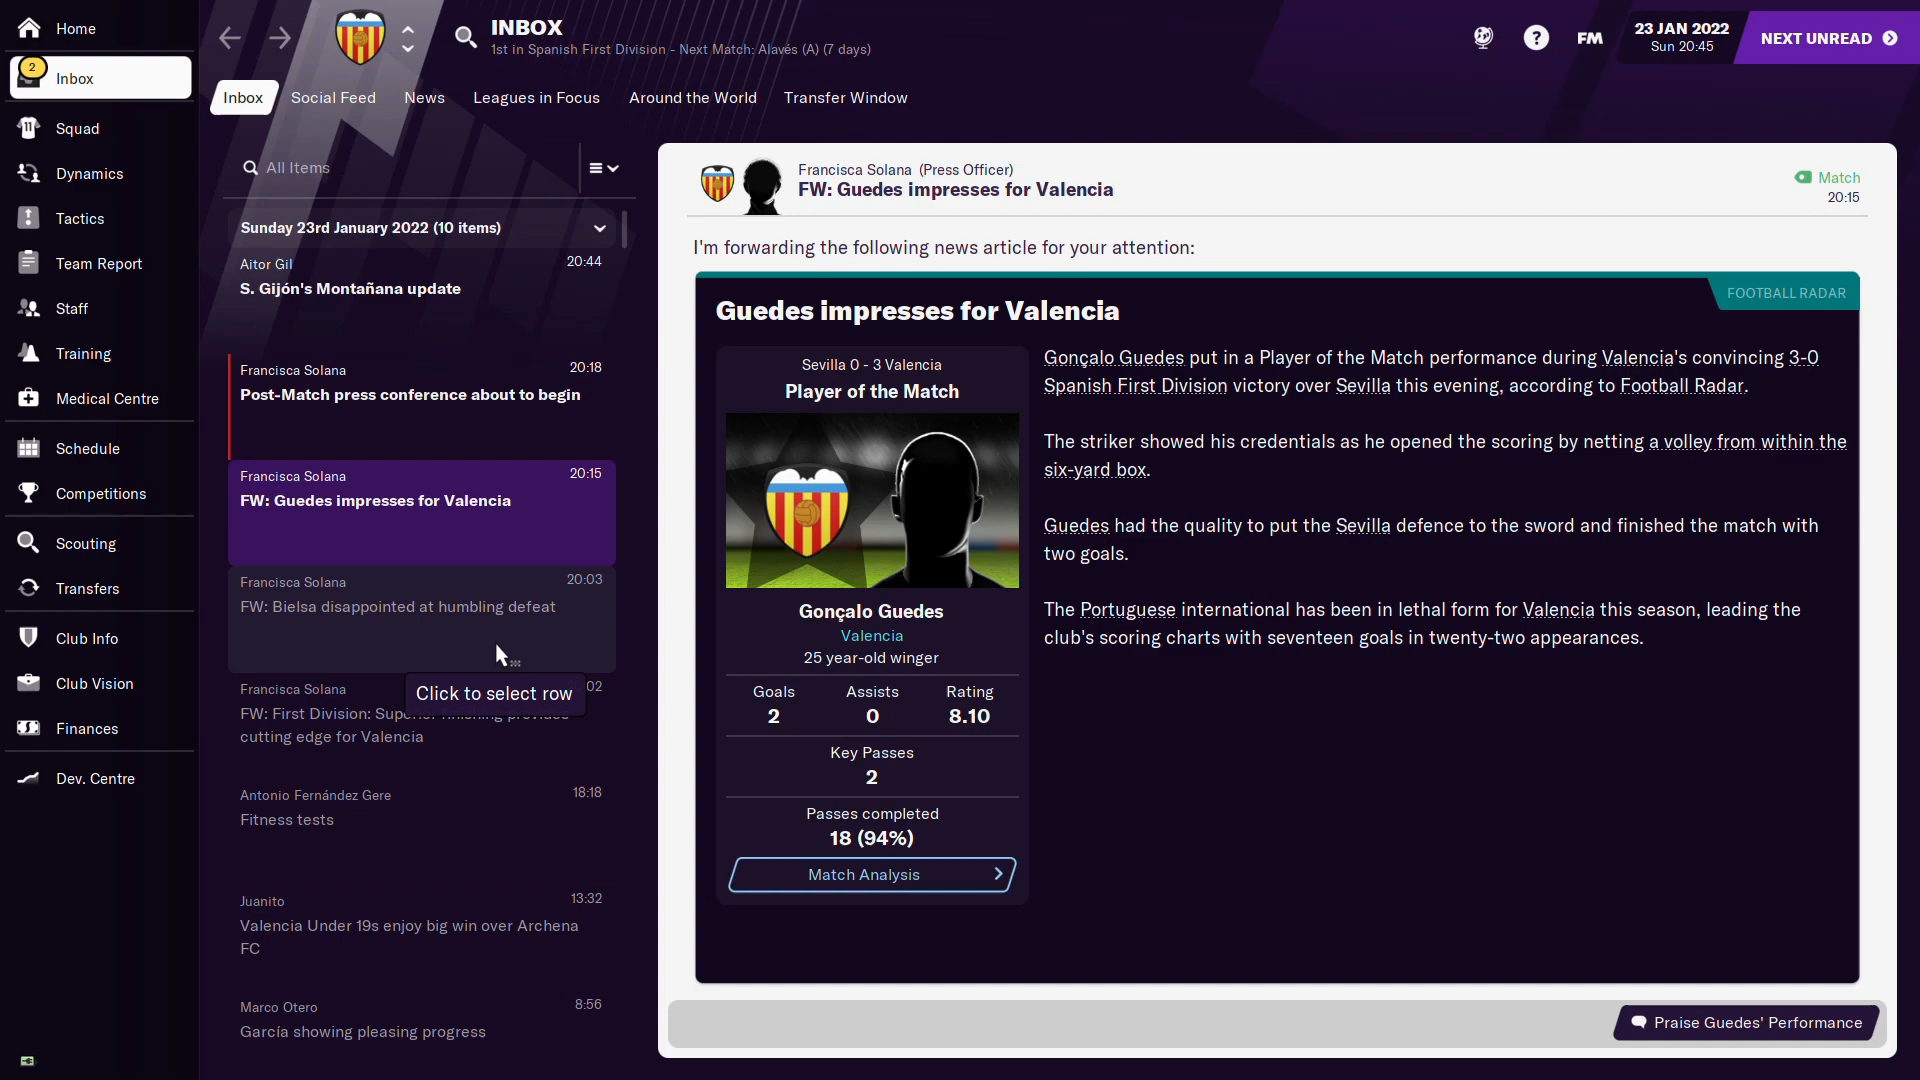 Home
2
Inbox
Squad
Dynamics
Tactics
Team Report
Staff
Training
Medical Centre
Schedule
Competitions
Scouting
Transfers
Club Info
Club Vision
Finances
Dev. Centre
INBOX
1st in Spanish First Division - Next Match: Alavés (A) (7 days)
?
FM
23 JAN 2022
Sun 20:45
NEXT UNREAD
Inbox Social Feed News Leagues in Focus Around the World Transfer Window
All Items
Sunday 23rd January 2022 (10 items)
Aitor Gil 20:44
S. Gijón's Montañana update
Francisca Solana 20:18
Post-Match press conference about to begin
Francisca Solana 20:15
FW: Guedes impresses for Valencia
Francisca Solana 20:03
FW: Bielsa disappointed at humbling defeat
Click to select row
Francisca Solana 02
FW: First Division: Superior finishing provides
cutting edge for Valencia
Antonio Fernández Gere 18:18
Fitness tests
Juanito 13:32
Valencia Under 19s enjoy big win over Archena
FC
Marco Otero 8:56
García showing pleasing progress
Francisca Solana (Press Officer)
FW: Guedes impresses for Valencia
Match
20:15
I'm forwarding the following news article for your attention:
FOOTBALL RADAR
Guedes impresses for Valencia
Sevilla 0 - 3 Valencia
Player of the Match
Gonçalo Guedes
Valencia
25 year-old winger
Goals Assists Rating
2 0 8.10
Key Passes
2
Passes completed
18 (94%)
Match Analysis
Gonçalo Guedes put in a Player of the Match performance during Valencia's convincing 3-0
Spanish First Division victory over Sevilla this evening, according to Football Radar.
The striker showed his credentials as he opened the scoring by netting a volley from within the
six-yard box.
Guedes had the quality to put the Sevilla defence to the sword and finished the match with
two goals.
The Portuguese international has been in lethal form for Valencia this season, leading the
club's scoring charts with seventeen goals in twenty-two appearances.
Praise Guedes' Performance